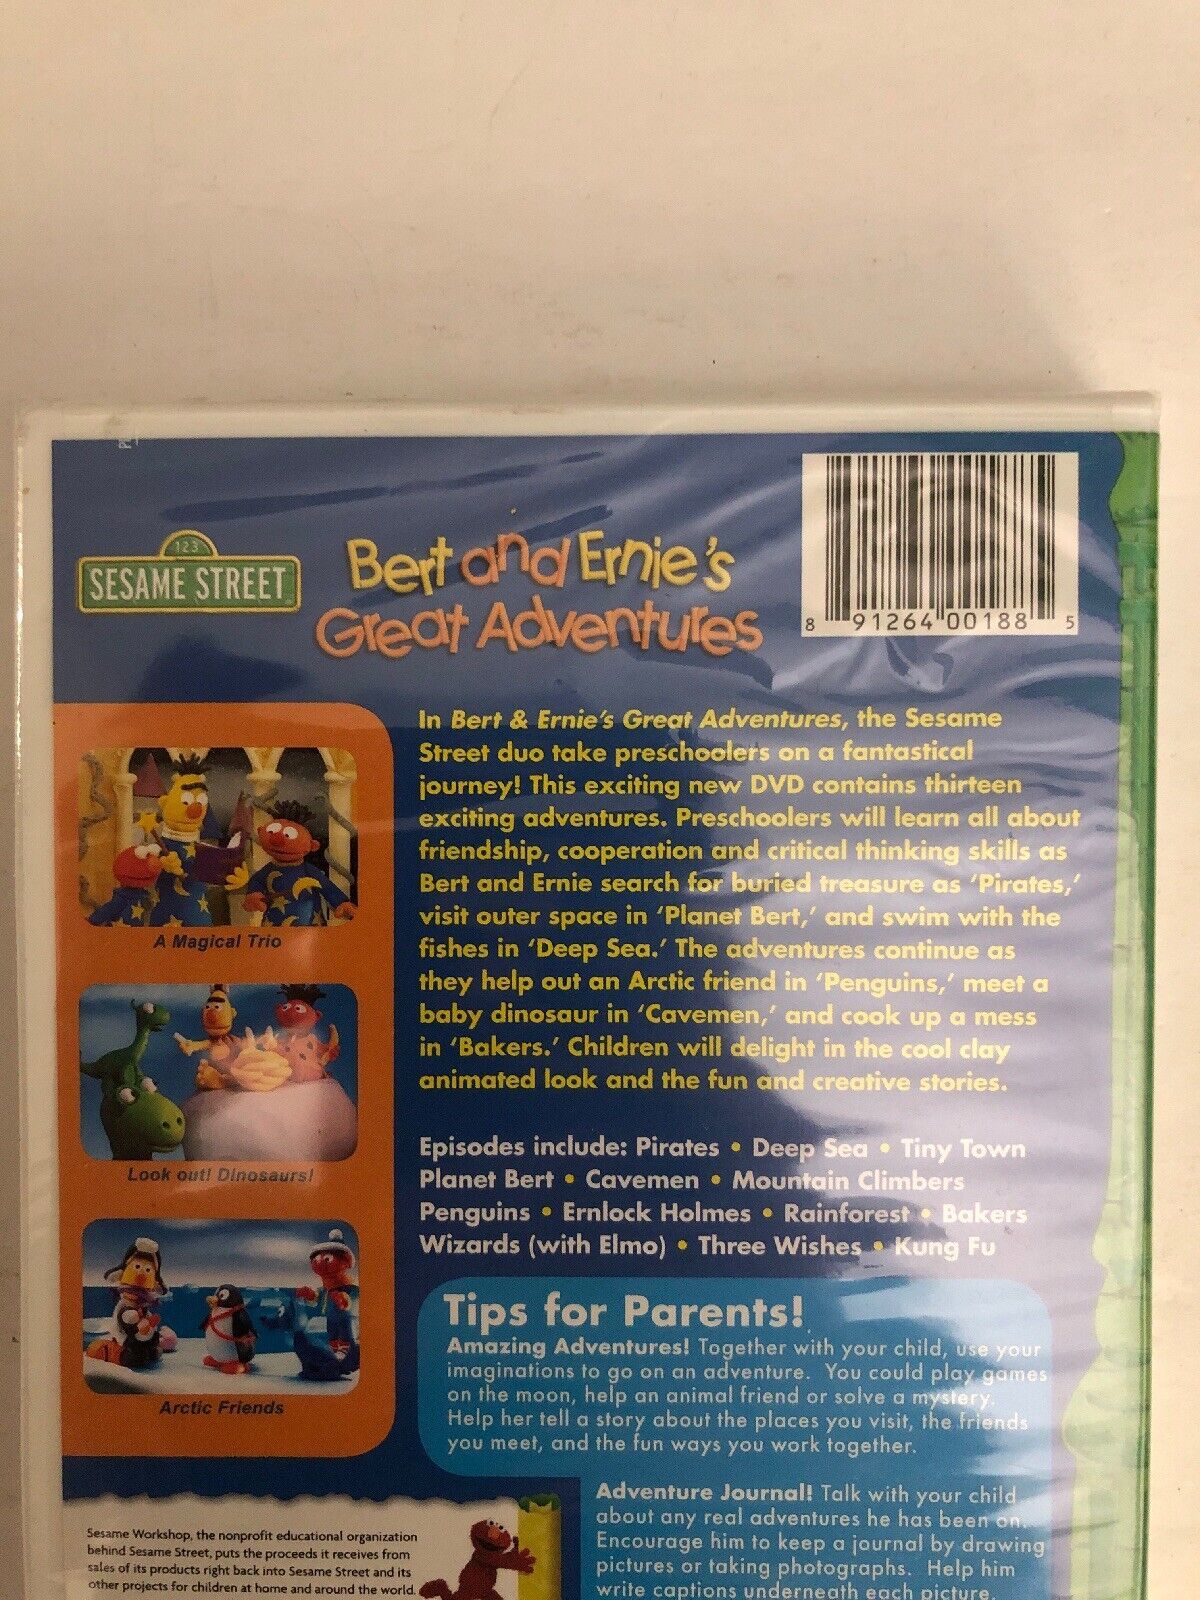 123
SESAME STREET
Bert and Ernie's
Great Adventures
8 91264 00188 5
In Bert & Ernie's Great Adventures, the Sesame
Street duo take preschoolers on a fantastical
journey! This exciting new DVD contains thirteen
exciting adventures. Preschoolers will learn all about
friendship, cooperation and critical thinking skills as
Bert and Ernie search for buried treasure as 'Pirates,'
visit outer space in 'Planet Bert,' and swim with the
fishes in 'Deep Sea.' The adventures continue as
they help out an Arctic friend in 'Penguins,' meet a
baby dinosaur in 'Cavemen,' and cook up a mess
in 'Bakers.' Children will delight in the cool clay
animated look and the fun and creative stories.
A Magical Trio
Look out! Dinosaurs!
Arctic Friends
Episodes include: Pirates • Deep Sea • Tiny Town
Planet Bert • Cavemen • Mountain Climbers
Penguins • Ernlock Holmes • Rainforest • Bakers
Wizards (with Elmo) • Three Wishes • Kung Fu
Tips for Parents!
Amazing Adventures! Together with your child, use your
imaginations to go on an adventure. You could play games
on the moon, help an animal friend or solve a mystery.
Help her tell a story about the places you visit, the friends
you meet, and the fun ways you work together.
Adventure Journal! Talk with your child
about any real adventures he has been on.
Encourage him to keep a journal by drawing
pictures or taking photographs. Help him
write captions underneath each picture.
Sesame Workshop, the nonprofit educational organization
behind Sesame Street, puts the proceeds it receives from
sales of its products right back into Sesame Street and its
other projects for children at home and around the world.